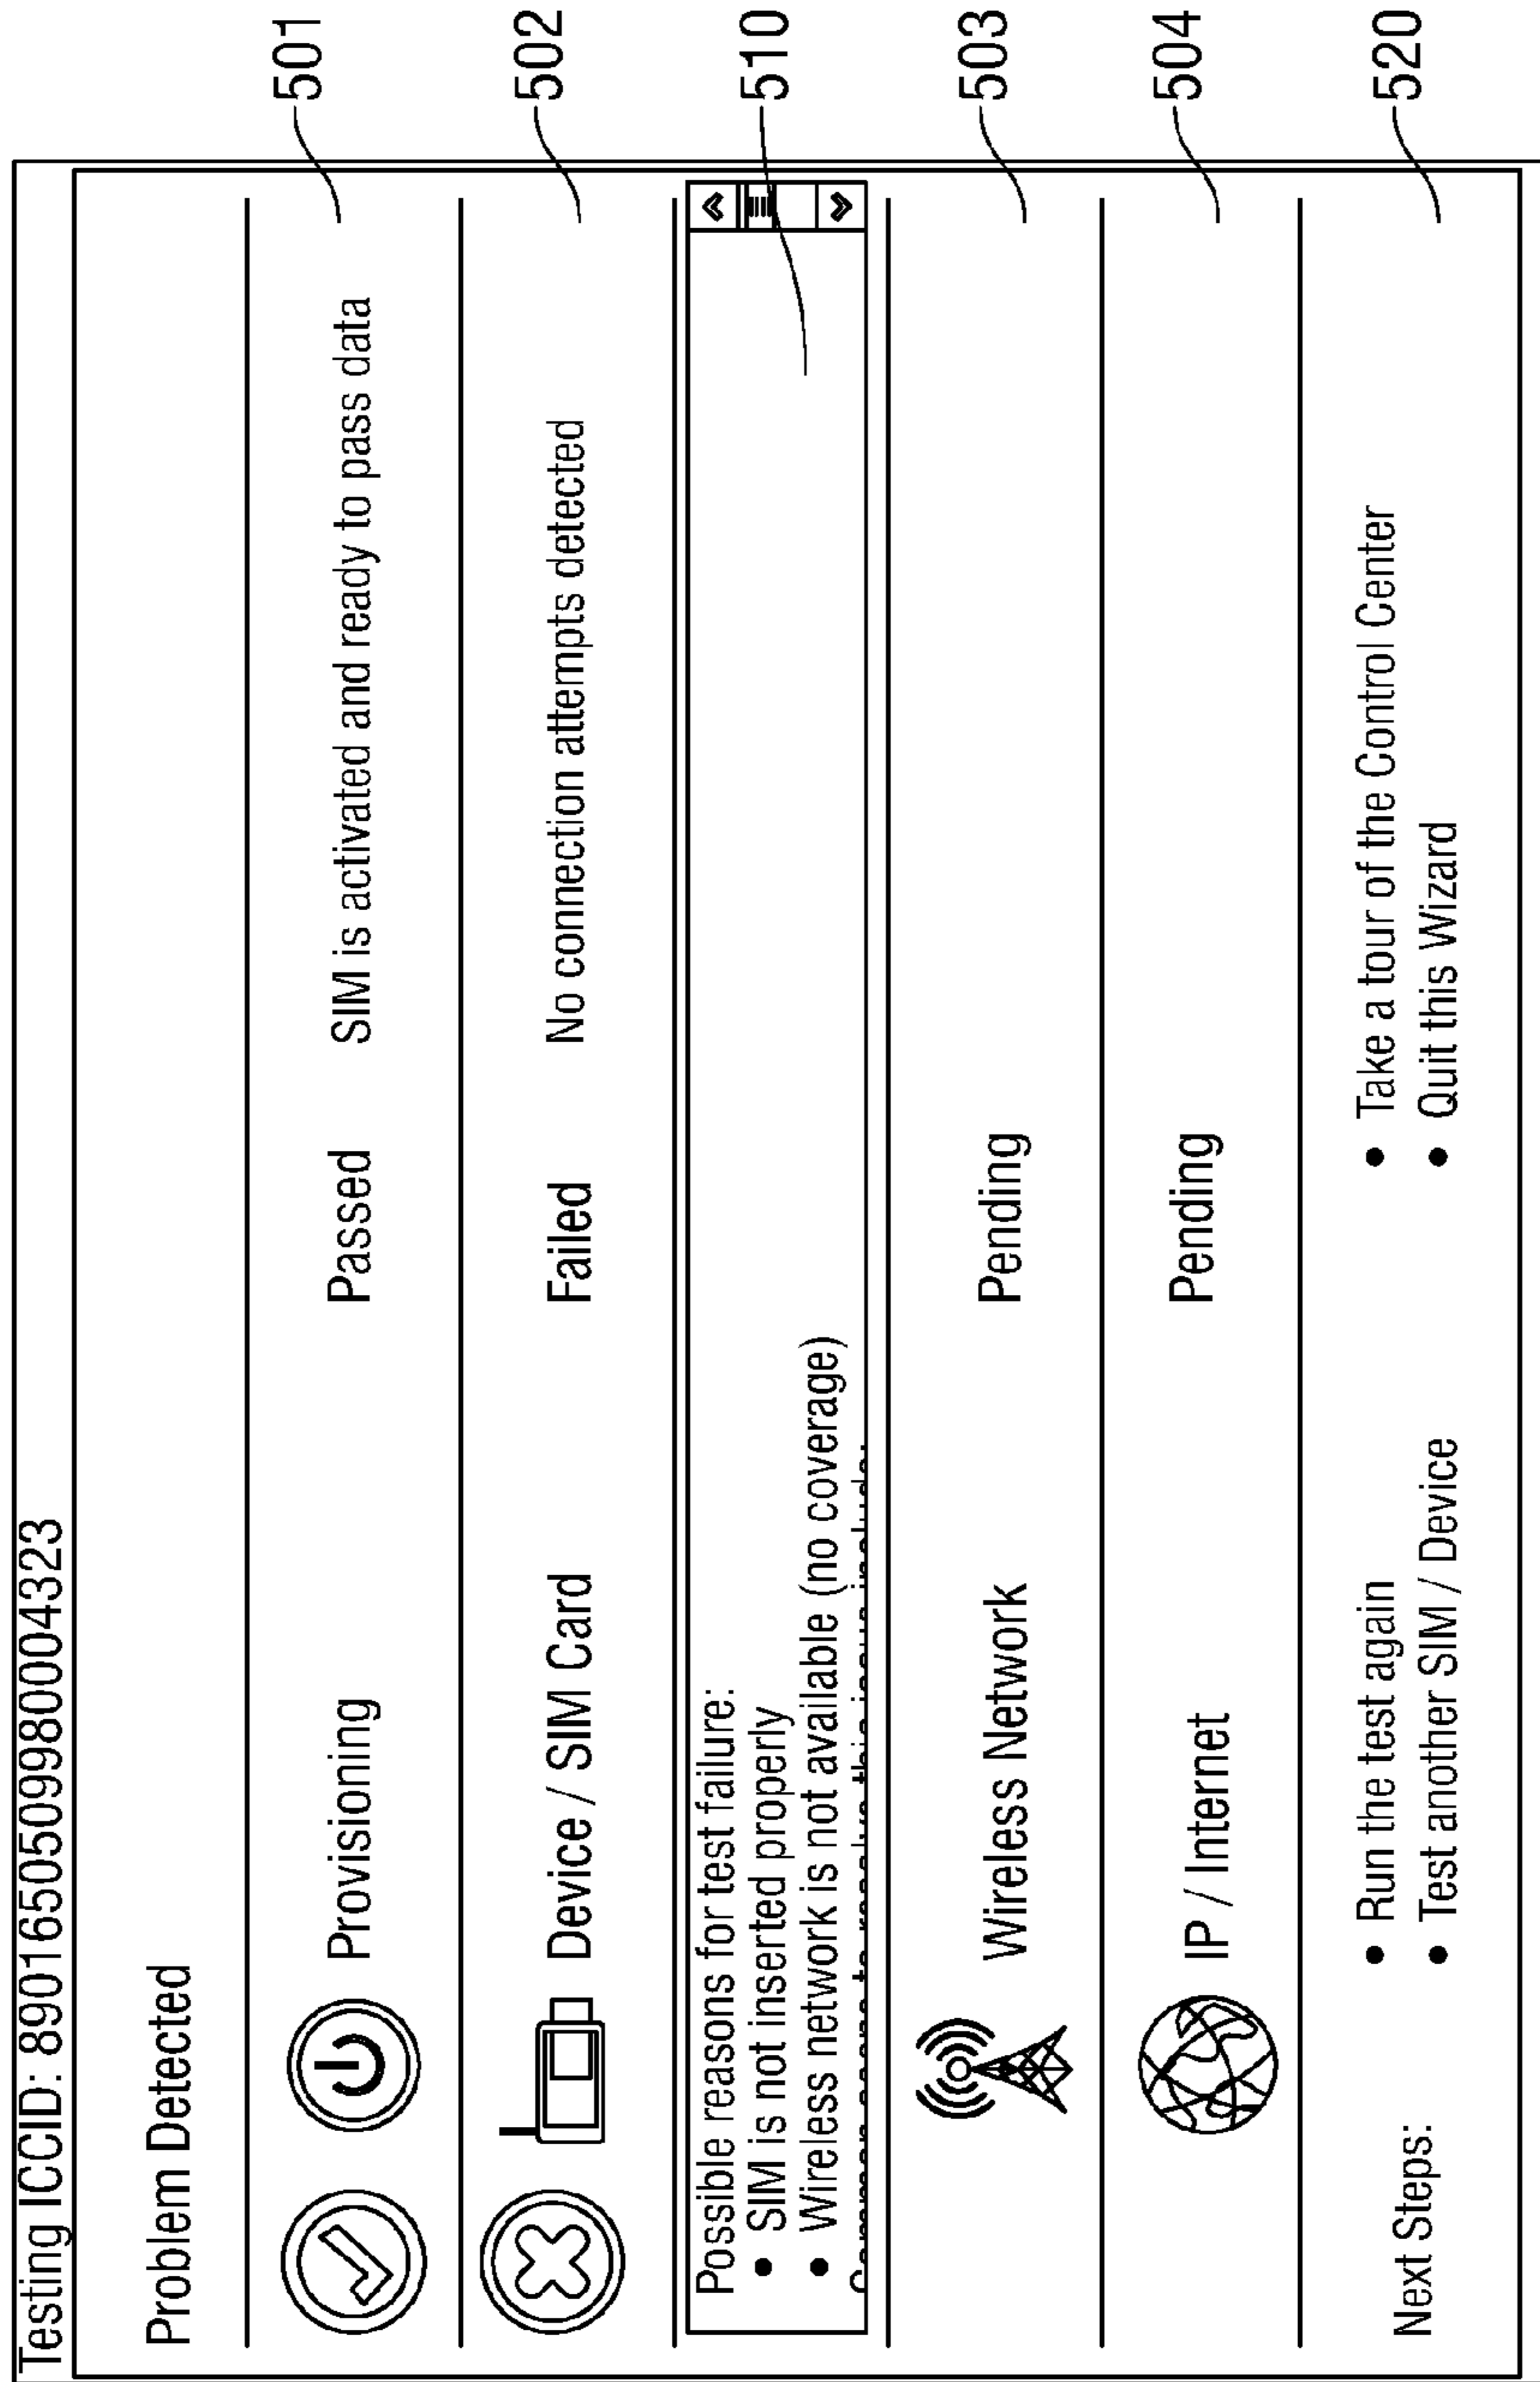 Testing ICCID: 89016505099800004323
Problem Detected
Provisioning Passed SIM is activated and ready to pass data 501
Device / SIM Card Failed No connection attempts detected 502
Possible reasons for test failure:
• SIM is not inserted properly
• Wireless network is not available (no coverage)
510
Wireless Network Pending 503
IP / Internet Pending 504
Next Steps:
• Run the test again • Take a tour of the Control Center
• Test another SIM / Device • Quit this Wizard
520